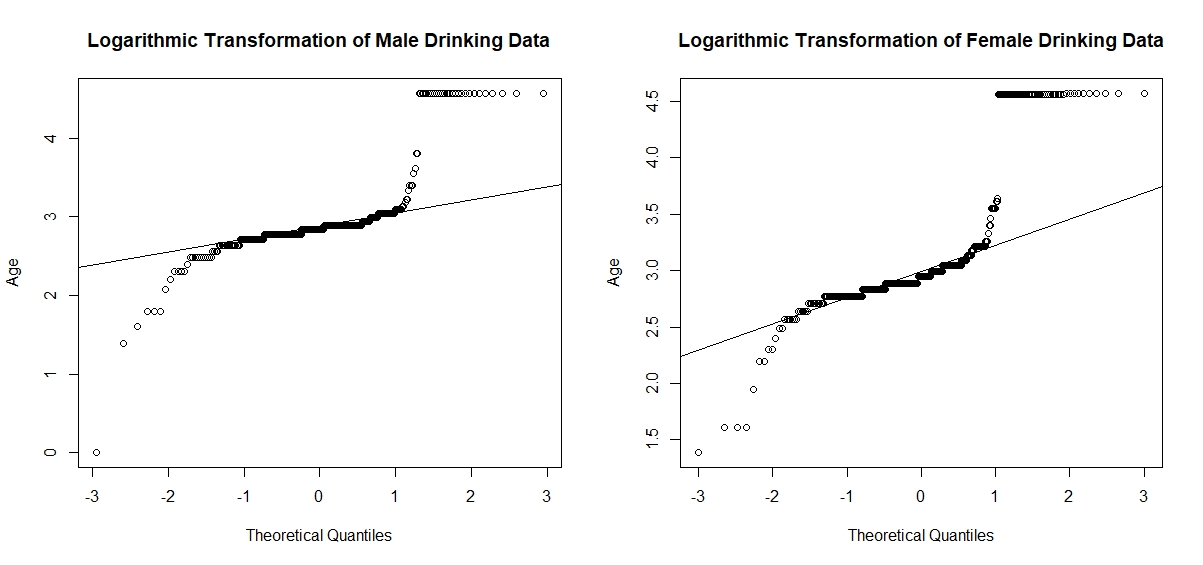 Logarithmic Transformation of Male Drinking Data
Age
4
3
2
1
0
-3 -2 -1 0 1 2 3
Theoretical Quantiles
Logarithmic Transformation of Female Drinking Data
Age
4.5
4.0
3.5
3.0
2.5
2.0
1.5
-3 -2 -1 0 1 2 3
Theoretical Quantiles